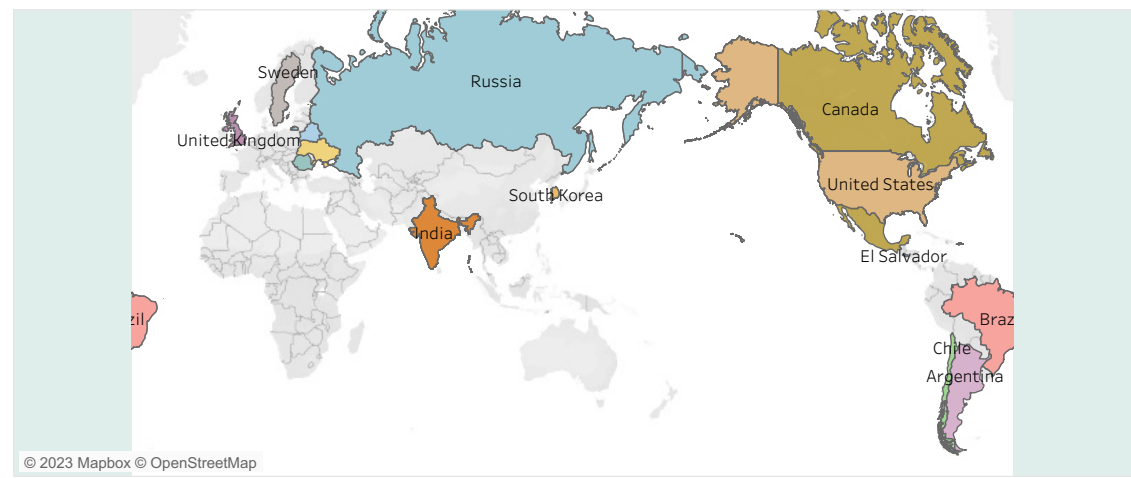 Sweden
Russia
Canada
United Kingdom
South Korea
United States
India
El Salvador
zil
Braz
Chile
Argentina
© 2023 Mapbox © OpenStreetMap